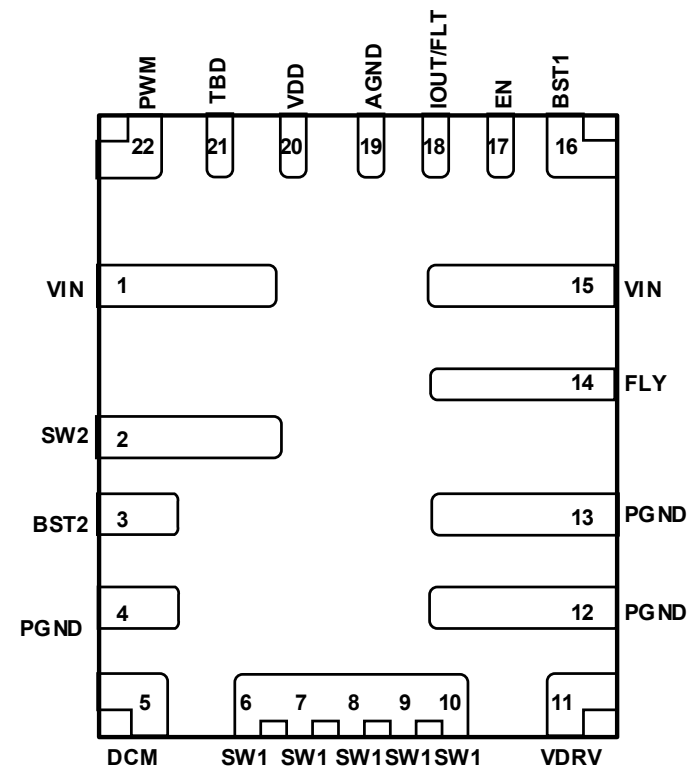 PWM TBD VDD AGND IOUT/FLT EN BST1
22 21 20 19 18 17 16
VIN 1 15 VIN
14 FLY
SW2 2
BST2 3 13 PGND
PGND 4 12 PGND
5 6 7 8 9 10 11
DCM SW1 SW1 SW1 SW1 SW1 VDRV